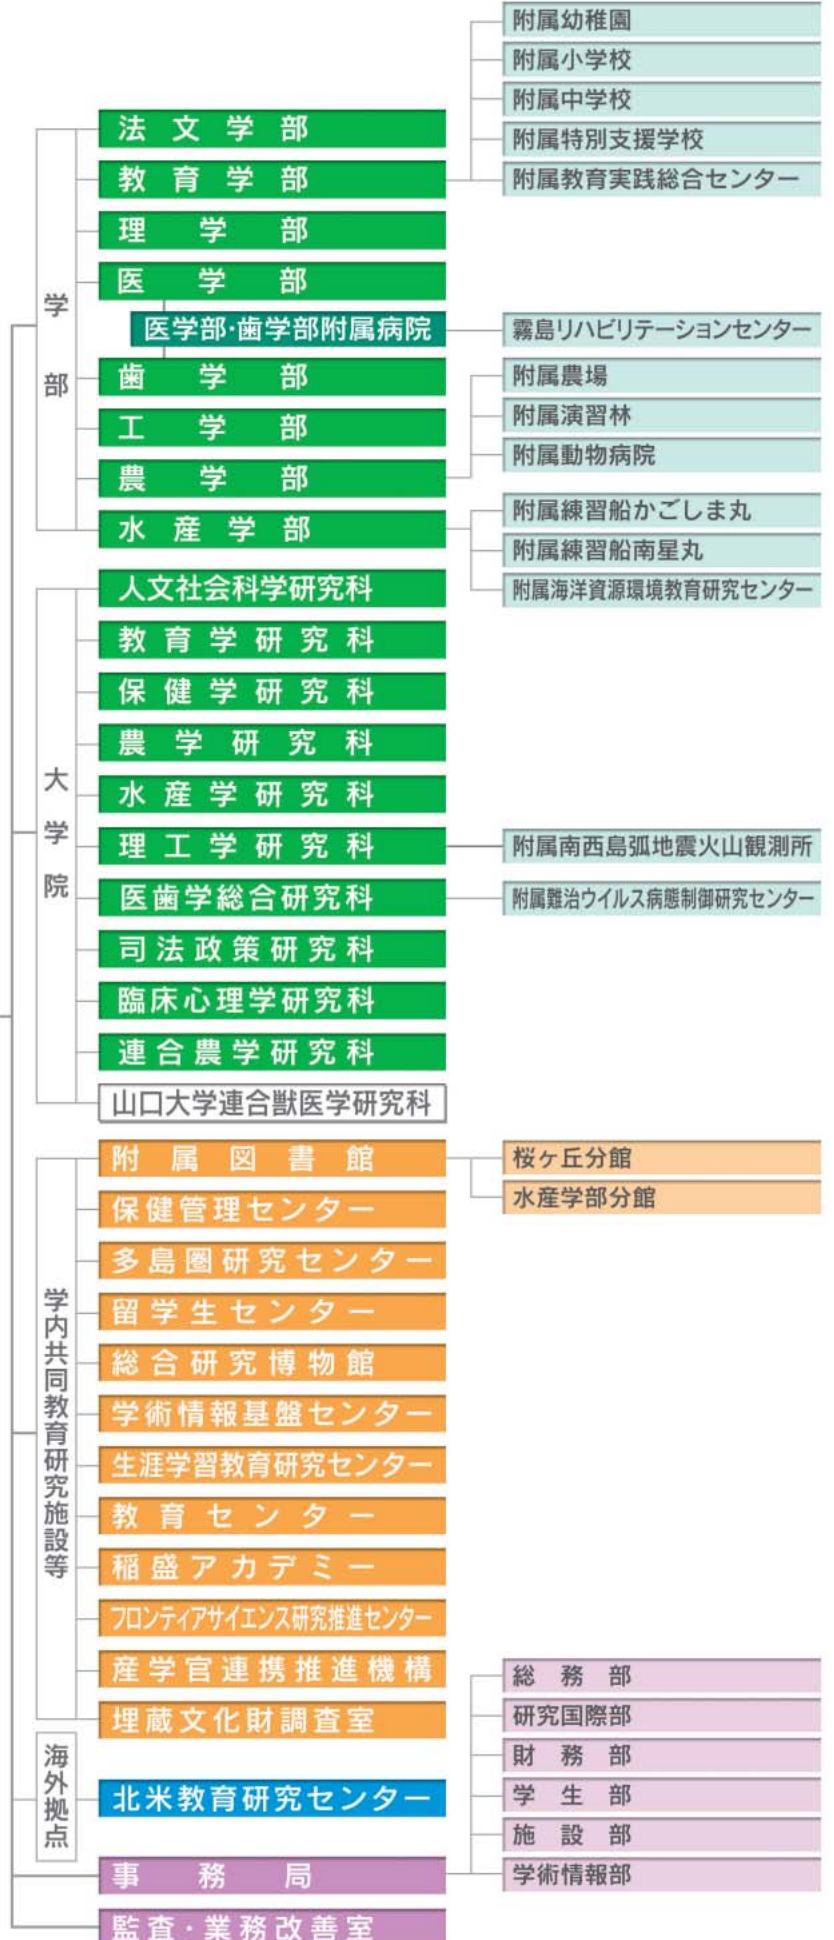 附属幼稚園
附属小学校
附属中学校
附属特別支援学校
附属教育実践総合センター
学部
法文学部
教育学部
理学部
医学部
医学部・歯学部附属病院
霧島リハビリテーションセンター
歯学部
工学部
農学部
附属農場
附属演習林
附属動物病院
水産学部
附属練習船かごしま丸
附属練習船南星丸
附属海洋資源環境教育研究センター
大学院
人文社会科学研究科
教育学研究科
保健学研究科
農学研究科
水産学研究科
理工学研究科
附属南西島弧地震火山観測所
医歯学総合研究科
附属難治ウイルス病態制御研究センター
司法政策研究科
臨床心理学研究科
連合農学研究科
山口大学連合獣医学研究科
学内共同教育研究施設等
附属図書館
桜ヶ丘分館
水産学部分館
保健管理センター
多島圏研究センター
留学生センター
総合研究博物館
学術情報基盤センター
生涯学習教育研究センター
教育センター
稲盛アカデミー
フロンティアサイエンス研究推進センター
産学官連携推進機構
埋蔵文化財調査室
海外拠点
北米教育研究センター
事務局
総務部
研究国際部
財務部
学生部
施設部
学術情報部
監査・業務改善室